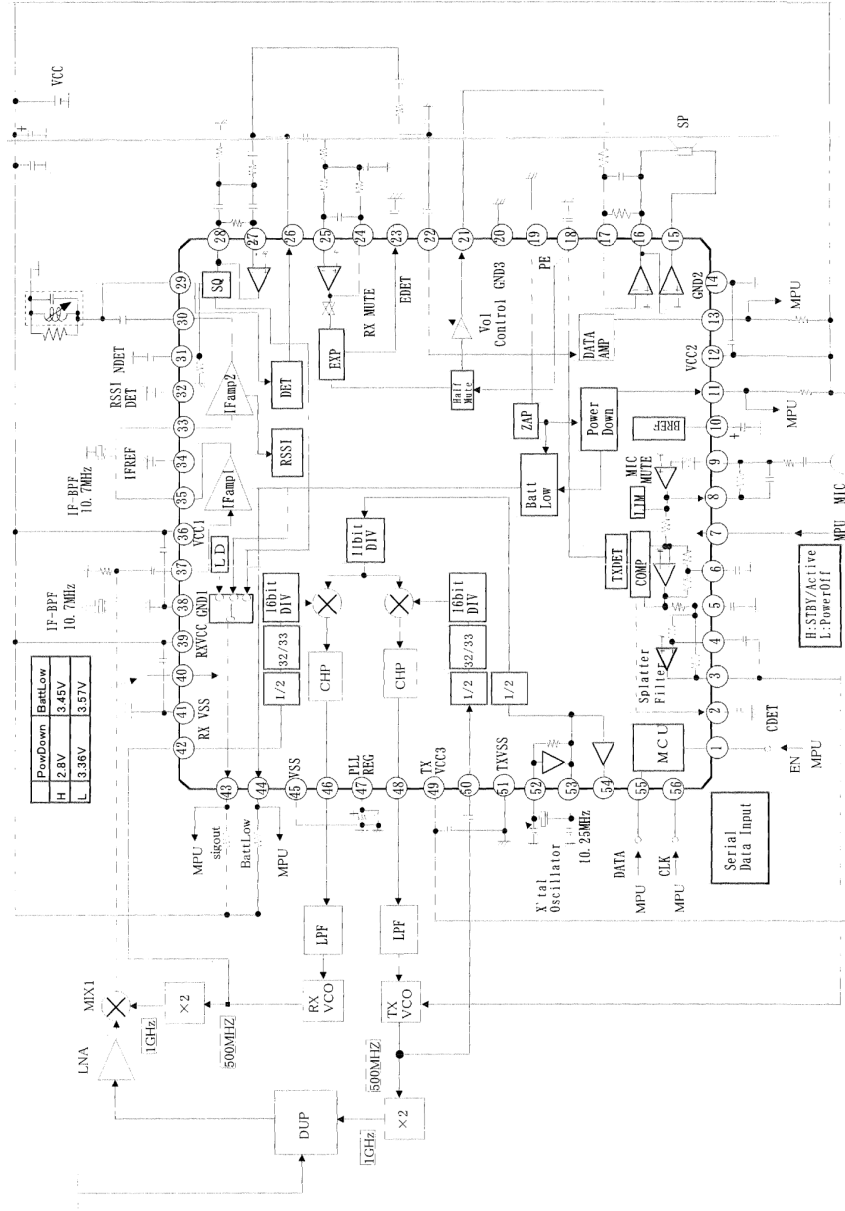 VCC
SP
28
27
26
25
24
23
22
21
20
19
18
17
16
15
SQ
RX MUTE
EDET
GND3
PE
Vol
Control
GND2
29
30
31
32
33
34
35
36
37
38
39
40
41
42
NDET
RSSI
DET
IFREF
IF-BPF
10.7MHz
VCC1
IF-BPF
10.7MHz
GND1
RXVCC
RX VSS
IFamp2
IFamp1
DET
RSSI
LD
EXP
Half
Mute
DATA
AMP
ZAP
Power
Down
Batt
Low
BREF
MIC
MUTE
LIM
TXDET
COMP
Splatter
Filter
MCU
11bit
DIV
16bit
DIV
32/33
1/2
CHP
16bit
DIV
32/33
1/2
1/2
CHP
14
13
12
11
10
9
8
7
6
5
4
3
2
1
VCC2
MPU
MPU
MIC
MPU
H:STBY/Active
L:PowerOff
CDET
EN
MPU
PowDown
BattLow
H
2.8V
3.45V
L
3.36V
3.57V
43
44
45
46
47
48
49
50
51
52
53
54
55
56
VSS
PLL
REG
TX
VCC3
TXVSS
MPU
sigout
BattLow
MPU
X'tal
Oscillator
10.25MHz
DATA
MPU
CLK
MPU
Serial
Data Input
LPF
LPF
RX
VCO
TX
VCO
MIX1
×2
1GHz
500MHZ
LNA
DUP
500MHZ
×2
1GHz